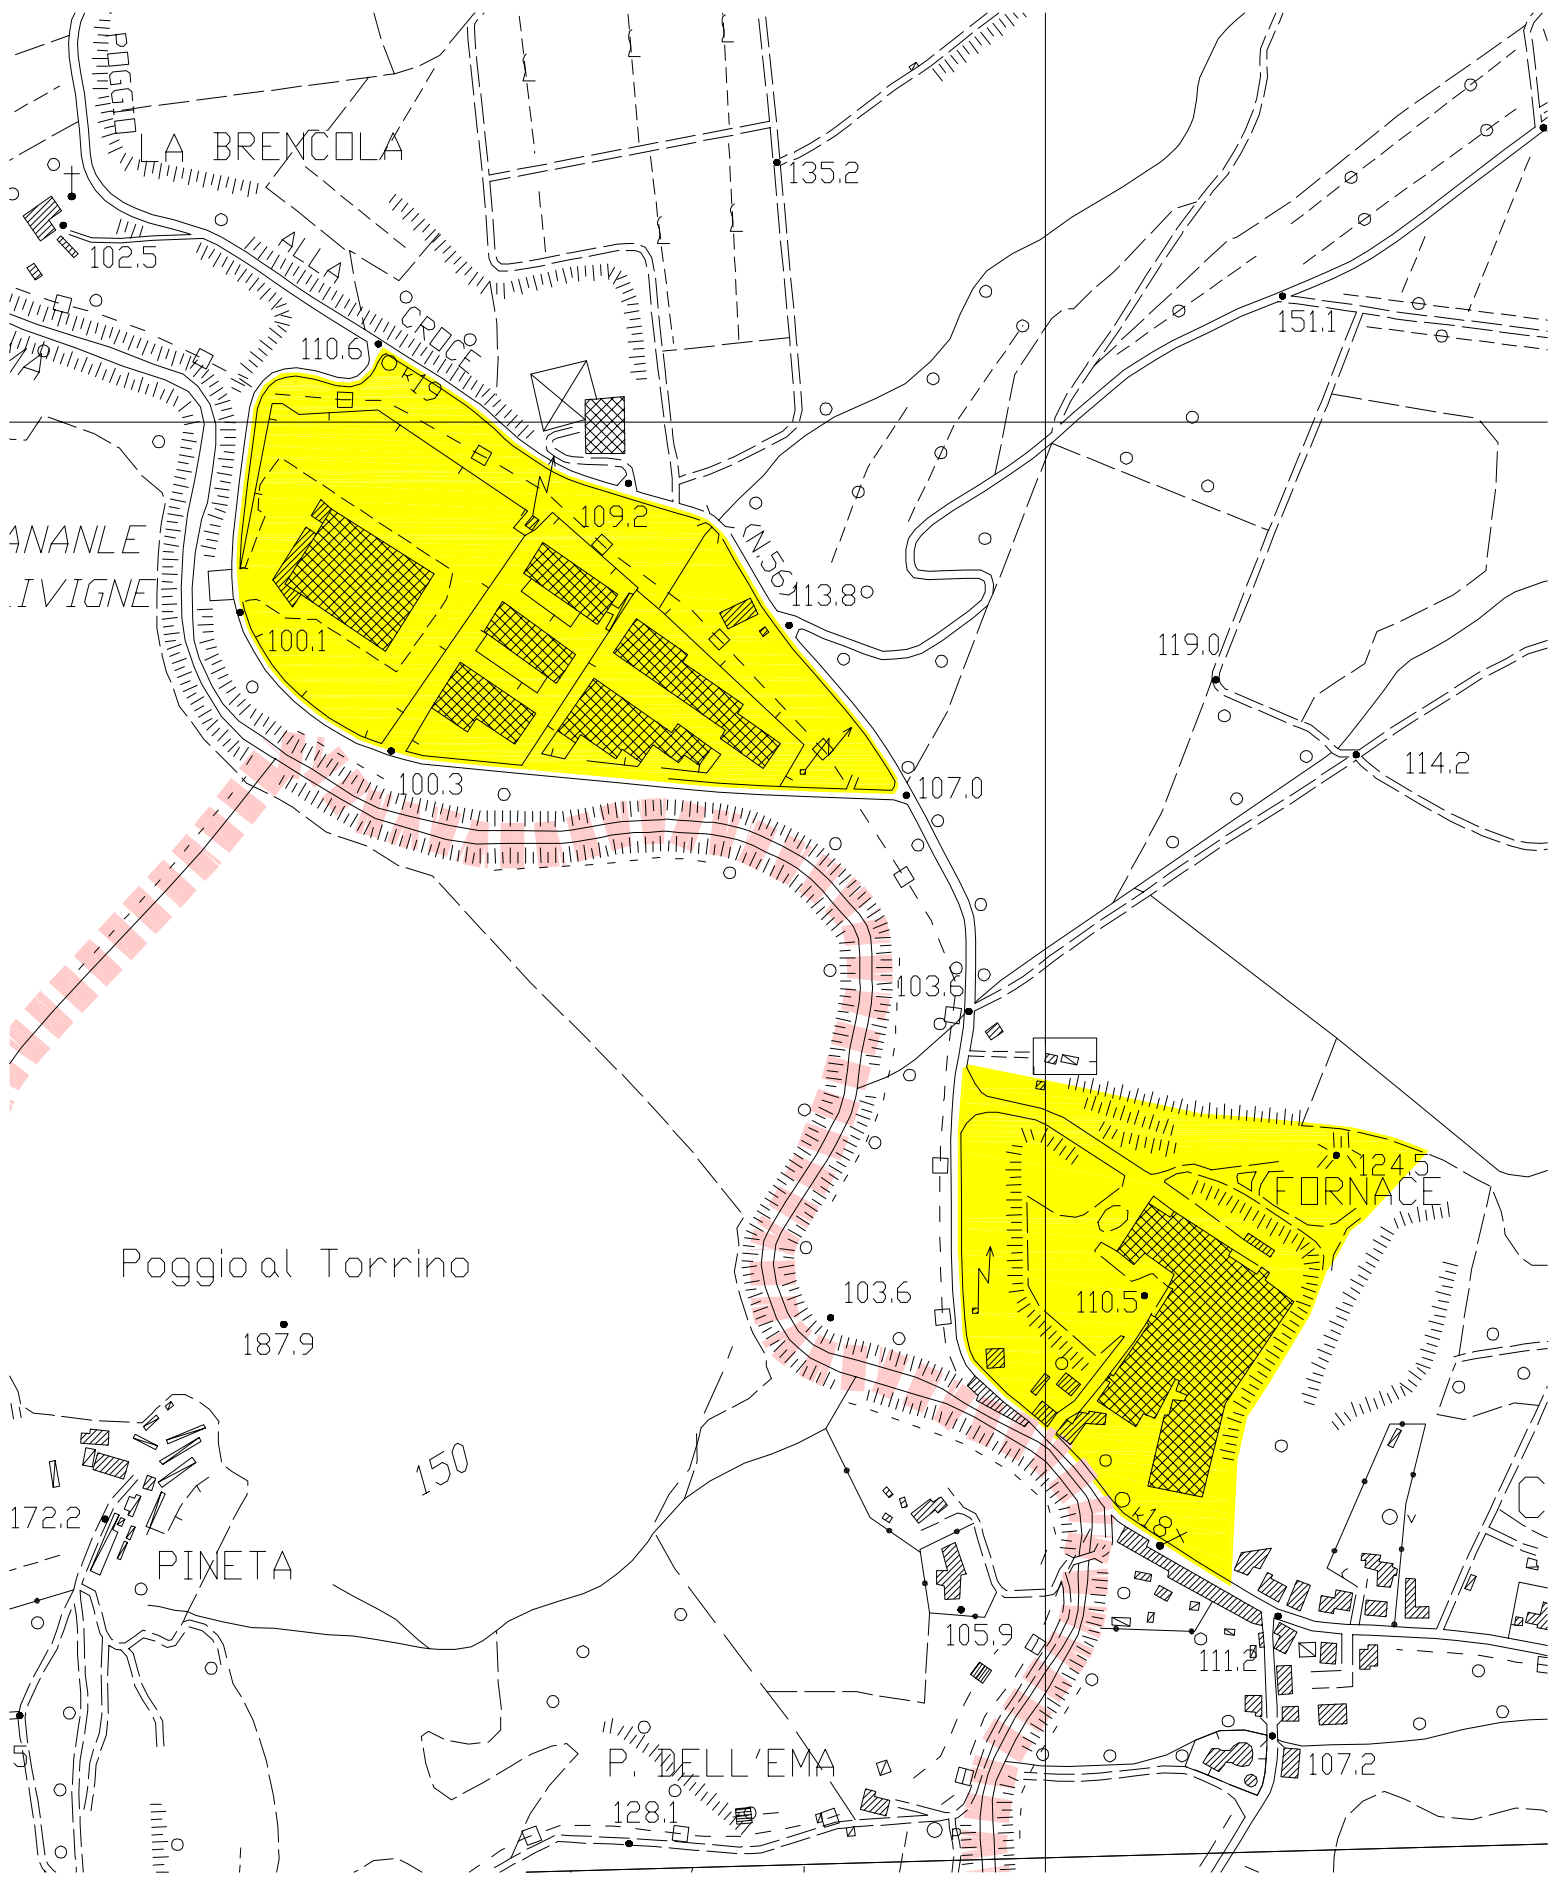 POGGIO
LA BRENCOLA
135.2
102.5
ALLA
CROCE
151.1
110.6
K19
109.2
ANANLE
(N.56)
LIVIGNE
113.8
100.1
119.0
100.3
107.0
114.2
103.6
124.5
FORNACE
Poggio al Torrino
103.6
110.5
187.9
150
172.2
K18
PINETA
105.9
111.2
5
P. DELL'EMA
107.2
128.1